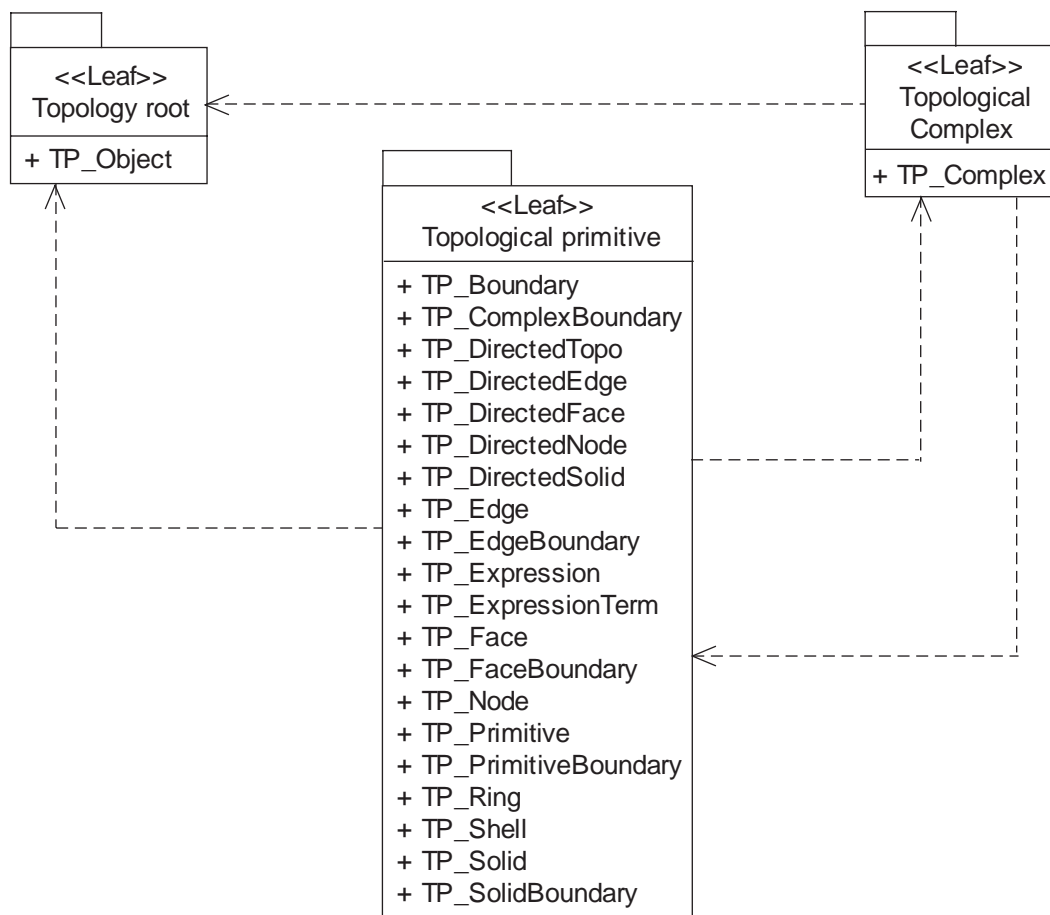 <<Leaf>>
Topology root
+ TP_Object
<<Leaf>>
Topological
Complex
+ TP_Complex
<<Leaf>>
Topological primitive
+ TP_Boundary
+ TP_ComplexBoundary
+ TP_DirectedTopo
+ TP_DirectedEdge
+ TP_DirectedFace
+ TP_DirectedNode
+ TP_DirectedSolid
+ TP_Edge
+ TP_EdgeBoundary
+ TP_Expression
+ TP_ExpressionTerm
+ TP_Face
+ TP_FaceBoundary
+ TP_Node
+ TP_Primitive
+ TP_PrimitiveBoundary
+ TP_Ring
+ TP_Shell
+ TP_Solid
+ TP_SolidBoundary